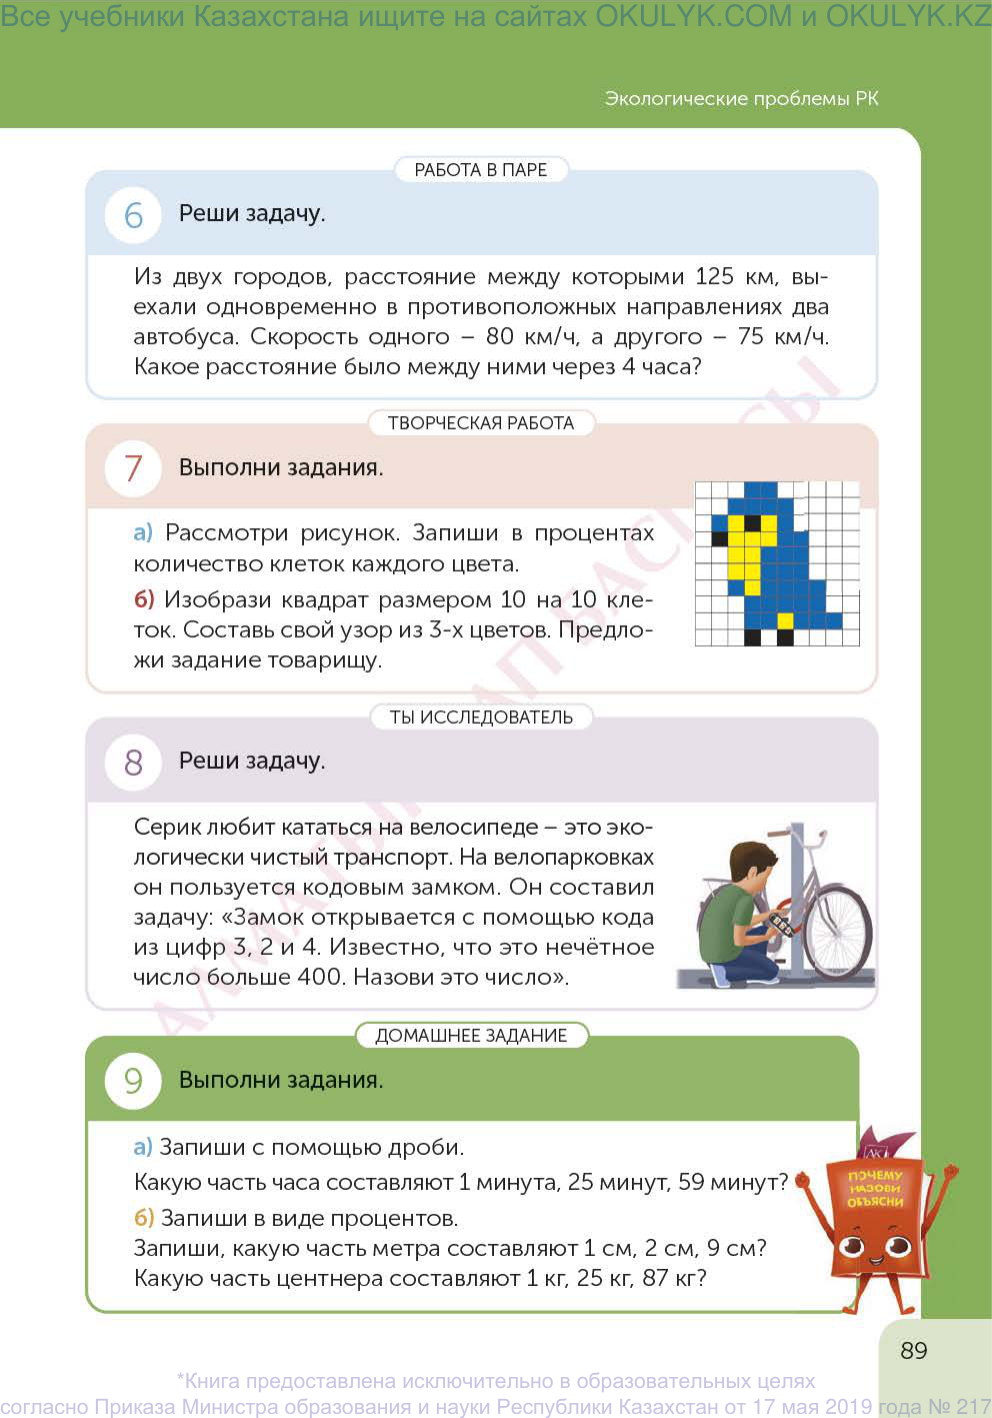 Все учебники Казахстана ищите на сайтах OKULYK.COM и OKULYK.KZ
Экологические проблемы РК
РАБОТА В ПАРЕ
6 Реши задачу.
Из двух городов, расстояние между которыми 125 км, вы-
ехали одновременно в противоположных направлениях два
автобуса. Скорость одного – 80 км/ч, а другого – 75 км/ч.
Какое расстояние было между ними через 4 часа?
ТВОРЧЕСКАЯ РАБОТА
7 Выполни задания.
а) Рассмотри рисунок. Запиши в процентах
количество клеток каждого цвета.
б) Изобрази квадрат размером 10 на 10 кле-
ток. Составь свой узор из 3-х цветов. Предло-
жи задание товарищу.
ТЫ ИССЛЕДОВАТЕЛЬ
8 Реши задачу.
Серик любит кататься на велосипеде – это эко-
логически чистый транспорт. На велопарковках
он пользуется кодовым замком. Он составил
задачу: «Замок открывается с помощью кода
из цифр 3, 2 и 4. Известно, что это нечётное
число больше 400. Назови это число».
ДОМАШНЕЕ ЗАДАНИЕ
9 Выполни задания.
а) Запиши с помощью дроби.
Какую часть часа составляют 1 минута, 25 минут, 59 минут?
б) Запиши в виде процентов.
Запиши, какую часть метра составляют 1 см, 2 см, 9 см?
Какую часть центнера составляют 1 кг, 25 кг, 87 кг?
ПОЧЕМУ
НАЗОВИ
ОБЪЯСНИ
89
*Книга предоставлена исключительно в образовательных целях
согласно Приказа Министра образования и науки Республики Казахстан от 17 мая 2019 года № 217